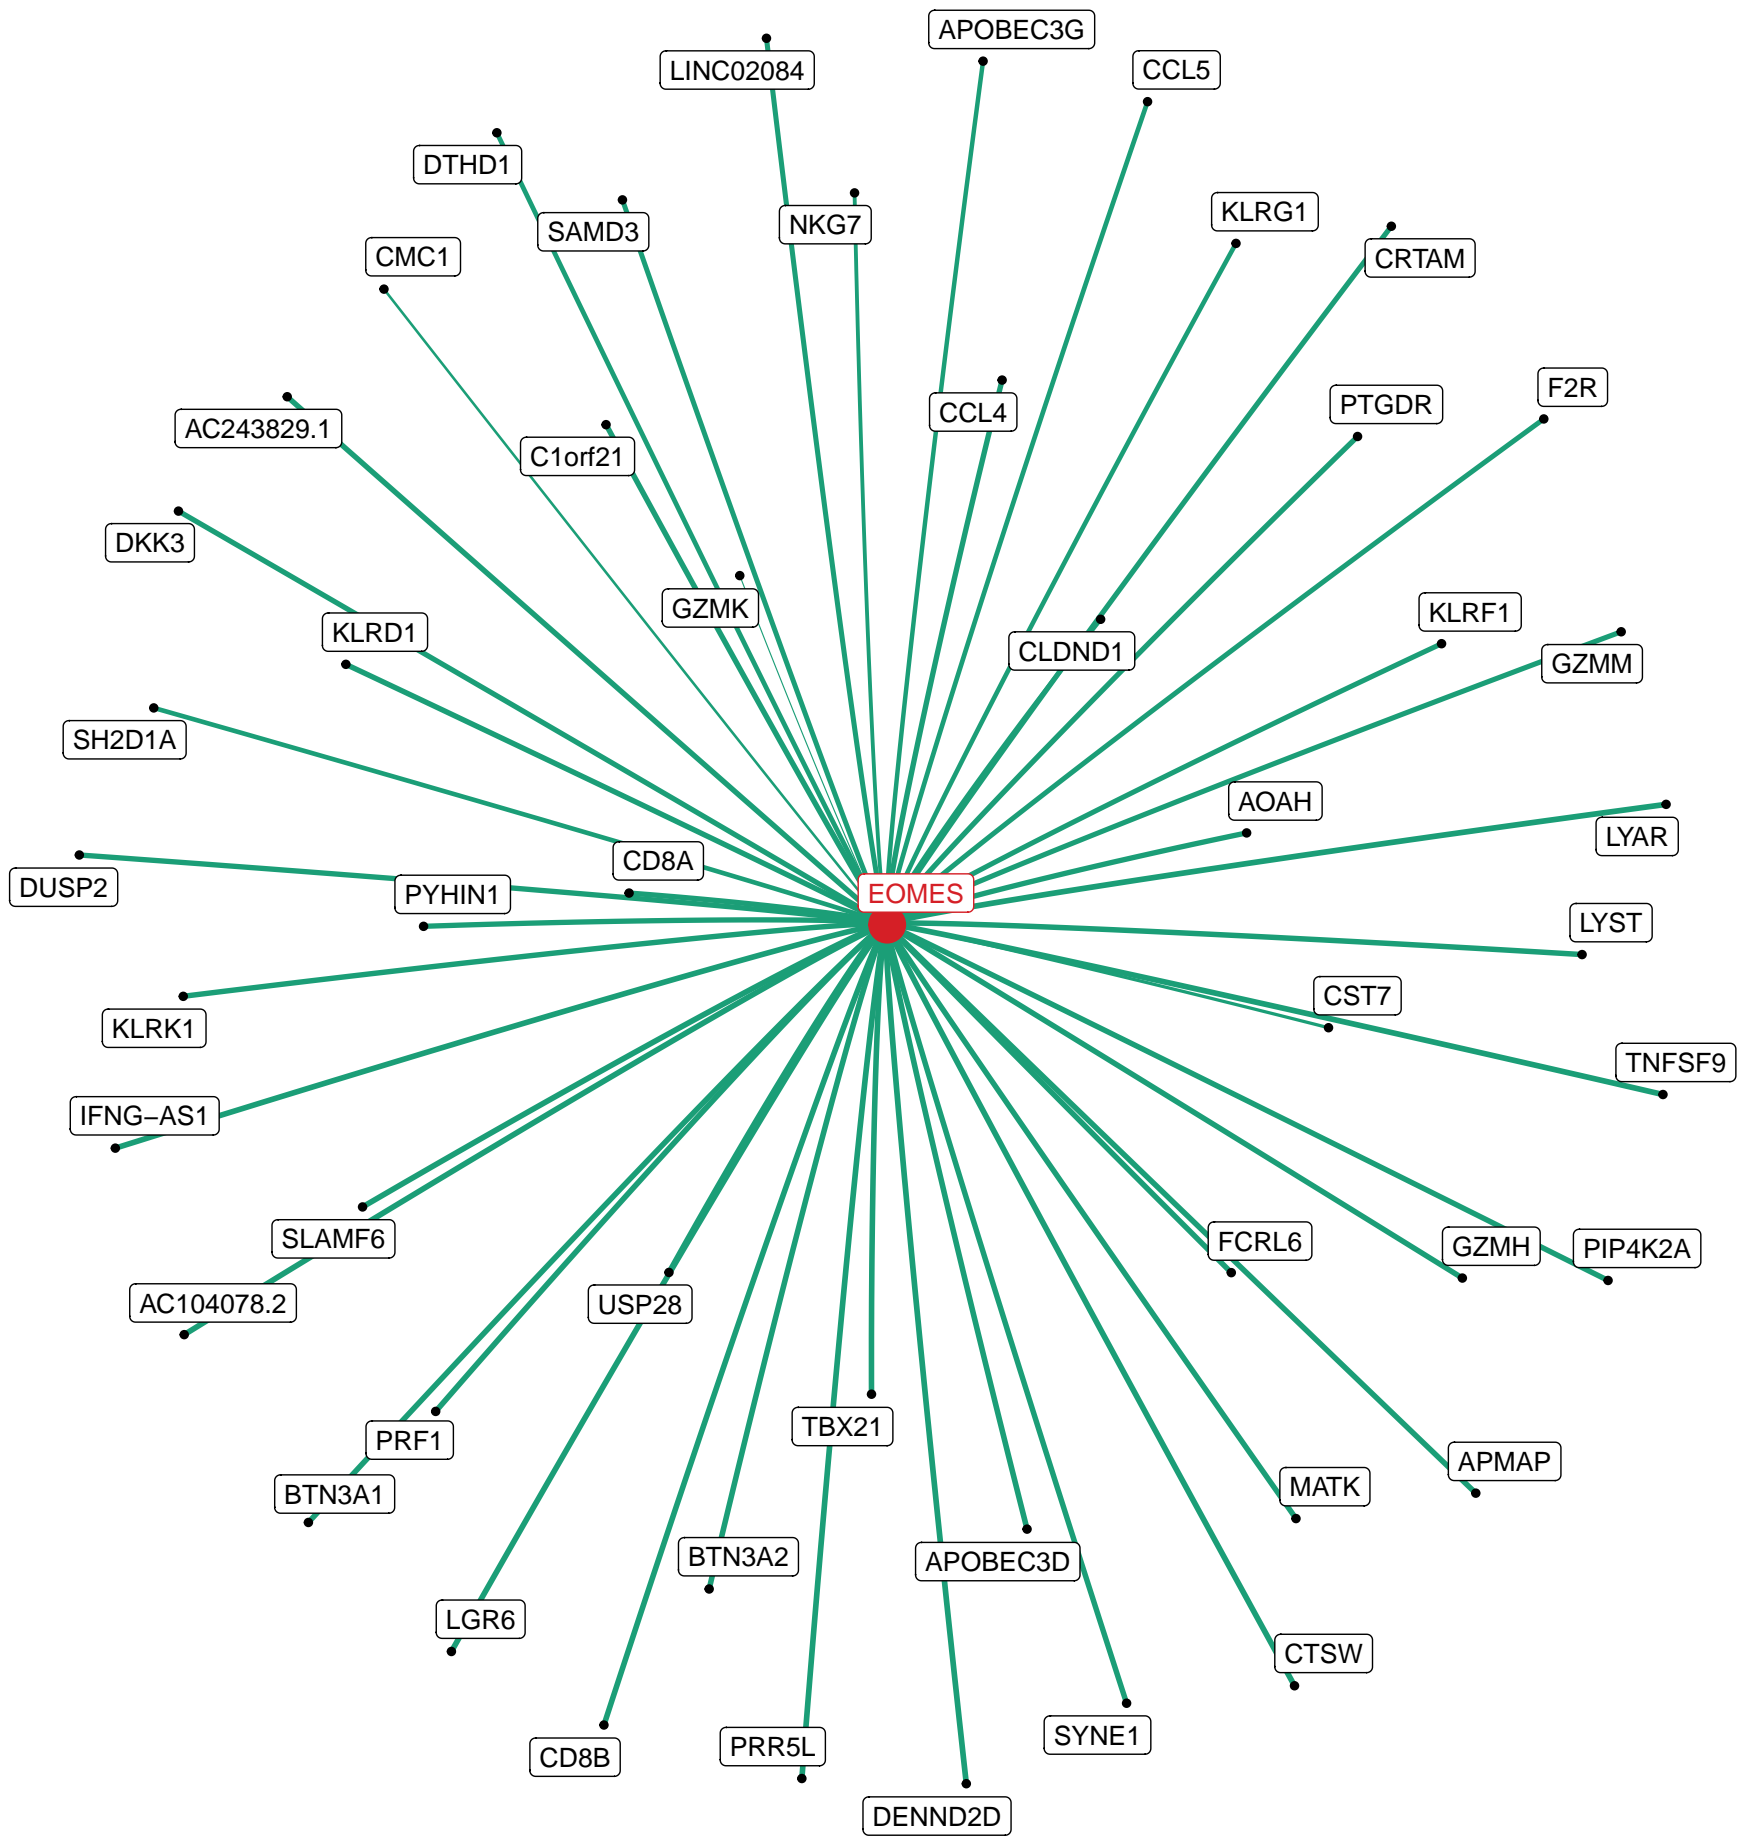 APOBEC3G
LINC02084
CCL5
DTHD1
KLRG1
NKG7
SAMD3
CMC1
CRTAM
F2R
PTGDR
CCL4
AC243829.1
C1orf21
DKK3
GZMK
KLRF1
KLRD1
CLDND1
GZMM
SH2D1A
AOAH
LYAR
CD8A
DUSP2
PYHIN1
EOMES
LYST
CST7
KLRK1
TNFSF9
IFNG−AS1
SLAMF6
FCRL6
GZMH
PIP4K2A
AC104078.2
USP28
TBX21
PRF1
APMAP
MATK
BTN3A1
BTN3A2
APOBEC3D
LGR6
CTSW
SYNE1
PRR5L
CD8B
DENND2D